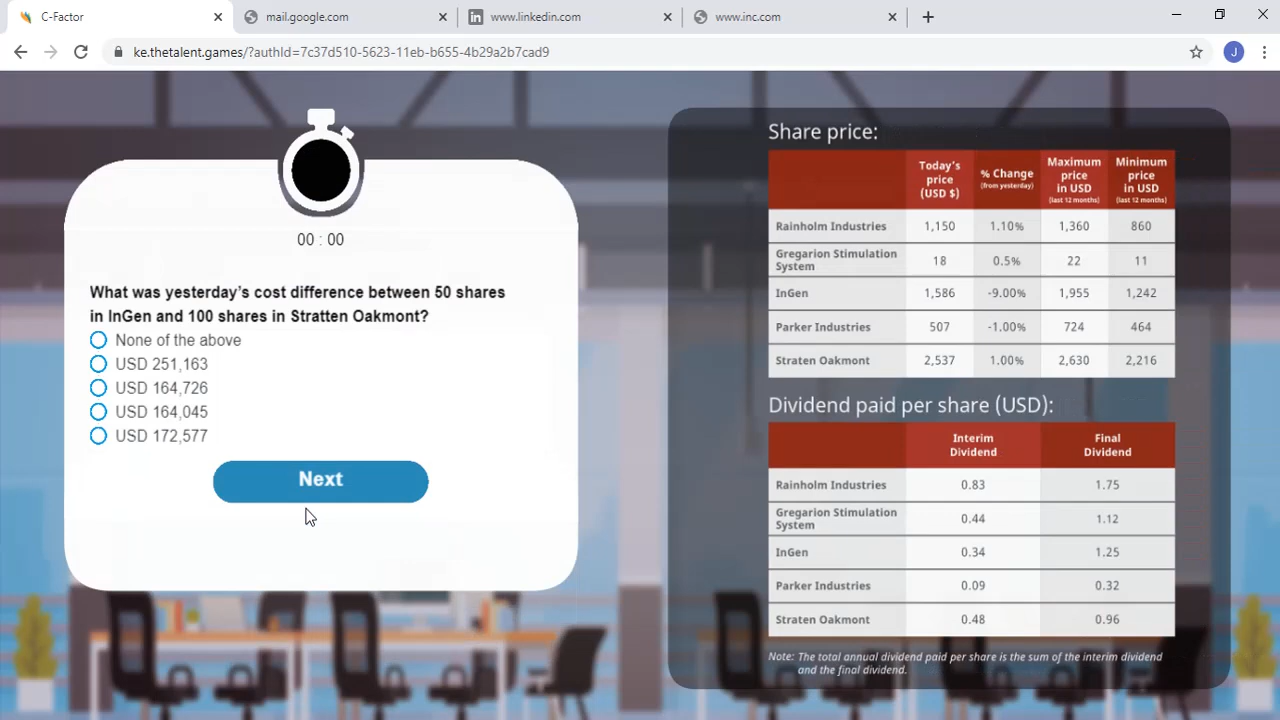 C-Factor
mail.google.com
www.linkedin.com
www.inc.com
ke.thetalent.games/?authId=7c37d510-5623-11eb-b655-4b29a2b7cad9
J
00 : 00
What was yesterday's cost difference between 50 shares
in InGen and 100 shares in Stratten Oakmont?
None of the above
USD 251,163
USD 164,726
USD 164,045
USD 172,577
Next
Share price:
Today's price (USD $) % Change (from yesterday) Maximum price in USD (last 12 months) Minimum price in USD (last 12 months)
Rainholm Industries 1,150 1.10% 1,360 860
Gregarion Stimulation System 18 0.5% 22 11
InGen 1,586 -9.00% 1,955 1,242
Parker Industries 507 -1.00% 724 464
Straten Oakmont 2,537 1.00% 2,630 2,216
Dividend paid per share (USD):
Interim Dividend Final Dividend
Rainholm Industries 0.83 1.75
Gregarion Stimulation System 0.44 1.12
InGen 0.34 1.25
Parker Industries 0.09 0.32
Straten Oakmont 0.48 0.96
Note: The total annual dividend paid per share is the sum of the interim dividend
and the final dividend.